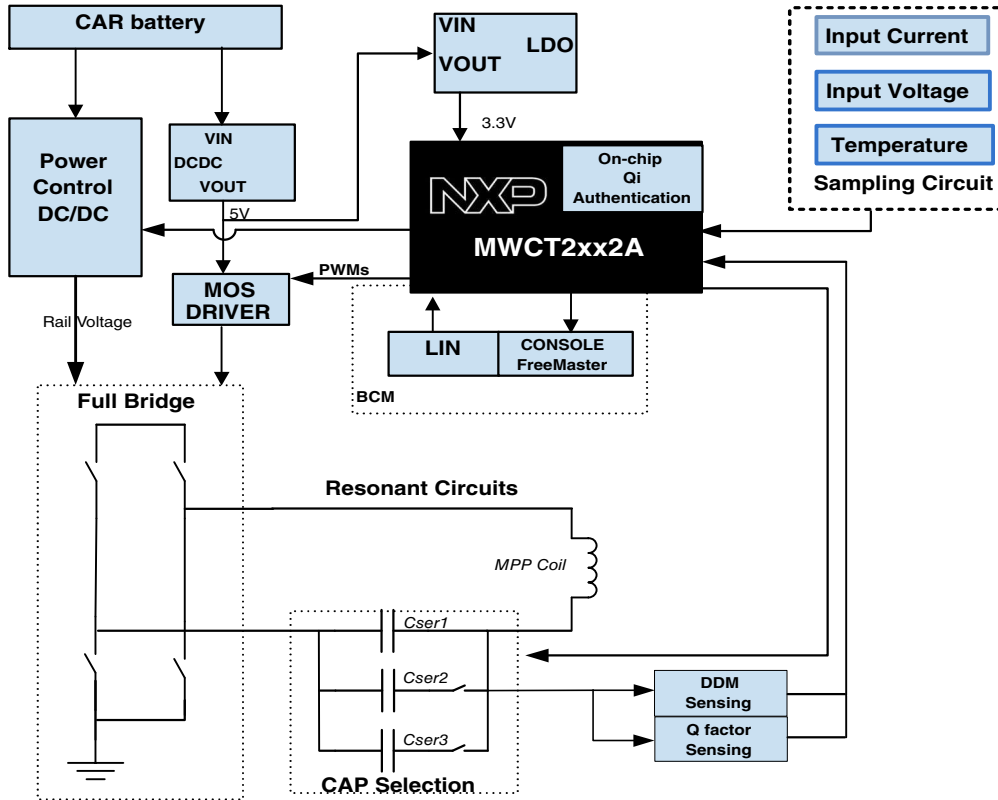 CAR battery
VIN
VOUT
LDO
Input Current
Input Voltage
Temperature
Sampling Circuit
Power
Control
DC/DC
VIN
DCDC
VOUT
3.3V
5V
On-chip
Qi
Authentication
NXP
MWCT2xx2A
PWMs
MOS
DRIVER
Rail Voltage
LIN
CONSOLE
FreeMaster
BCM
Full Bridge
Resonant Circuits
MPP Coil
Cser1
Cser2
Cser3
CAP Selection
DDM
Sensing
Q factor
Sensing